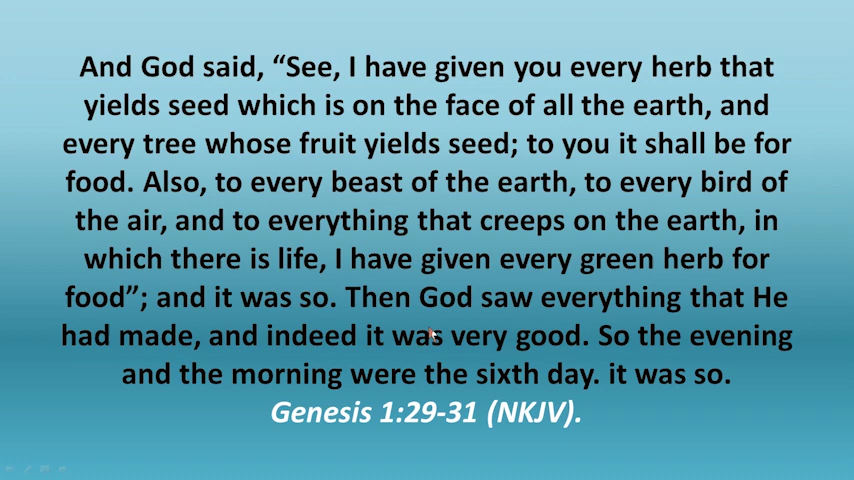 And God said, “See, I have given you every herb that
yields seed which is on the face of all the earth, and
every tree whose fruit yields seed; to you it shall be for
food. Also, to every beast of the earth, to every bird of
the air, and to everything that creeps on the earth, in
which there is life, I have given every green herb for
food”; and it was so. Then God saw everything that He
had made, and indeed it was very good. So the evening
and the morning were the sixth day. it was so.
Genesis 1:29-31 (NKJV).